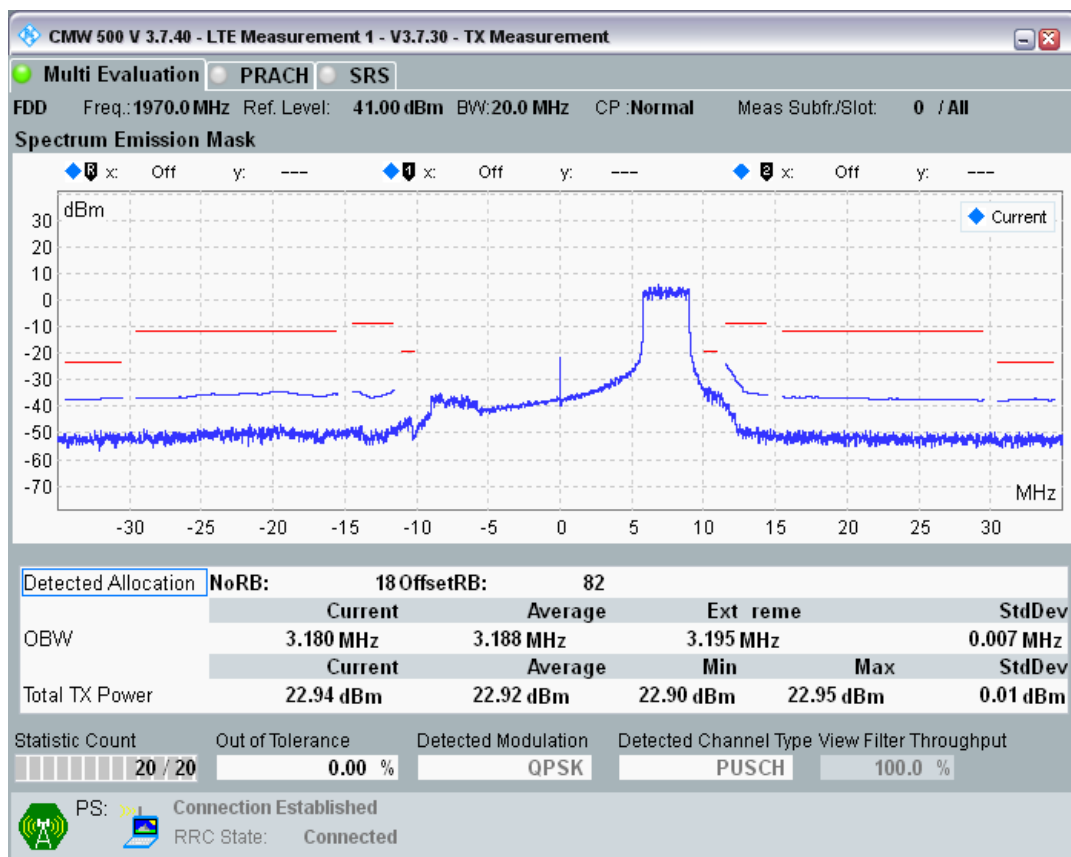 CMW 500 V 3.7.40 - LTE Measurement 1 - V3.7.30 - TX Measurement
Multi Evaluation PRACH SRS
FDD Freq.: 1970.0 MHz Ref. Level: 41.00 dBm BW: 20.0 MHz CP : Normal Meas Subfr./Slot: 0 / All
Spectrum Emission Mask
R x: Off y: --- 1 x: Off y: --- 2 x: Off y: ---
dBm
Current
30
20
10
0
-10
-20
-30
-40
-50
-60
-70
MHz
-30 -25 -20 -15 -10 -5 0 5 10 15 20 25 30
Detected Allocation NoRB: 18 OffsetRB: 82
Current Average Ext reme StdDev
OBW 3.180 MHz 3.188 MHz 3.195 MHz 0.007 MHz
Current Average Min Max StdDev
Total TX Power 22.94 dBm 22.92 dBm 22.90 dBm 22.95 dBm 0.01 dBm
Statistic Count Out of Tolerance Detected Modulation Detected Channel Type View Filter Throughput
20 / 20 0.00 % QPSK PUSCH 100.0 %
PS: Connection Established
RRC State: Connected